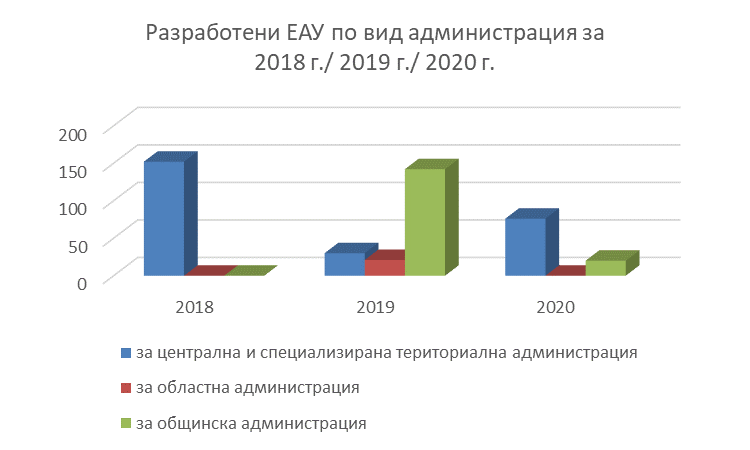 Разработени ЕАУ по вид администрация за
2018 г./ 2019 г./ 2020 г.
200
150
100
50
0
2018 2019 2020
за централна и специализирана териториална администрация
за областна администрация
за общинска администрация